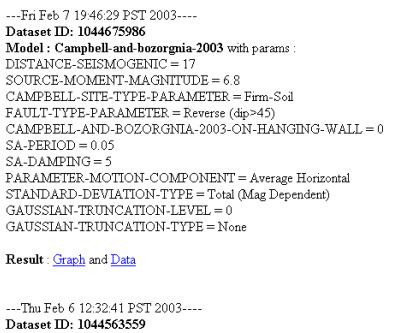 ---Fri Feb 7 19:46:29 PST 2003----
Dataset ID: 1044675986
Model : Campbell-and-bozorgnia-2003 with params :
DISTANCE-SEISMOGENIC = 17
SOURCE-MOMENT-MAGNITUDE = 6.8
CAMPBELL-SITE-TYPE-PARAMETER = Firm-Soil
FAULT-TYPE-PARAMETER = Reverse (dip>45)
CAMPBELL-AND-BOZORGNIA-2003-ON-HANGING-WALL = 0
SA-PERIOD = 0.05
SA-DAMPING = 5
PARAMETER-MOTION-COMPONENT = Average Horizontal
STANDARD-DEVIATION-TYPE = Total (Mag Dependent)
GAUSSIAN-TRUNCATION-LEVEL = 0
GAUSSIAN-TRUNCATION-TYPE = None
Result : Graph and Data
---Thu Feb 6 12:32:41 PST 2003----
Dataset ID: 1044563559